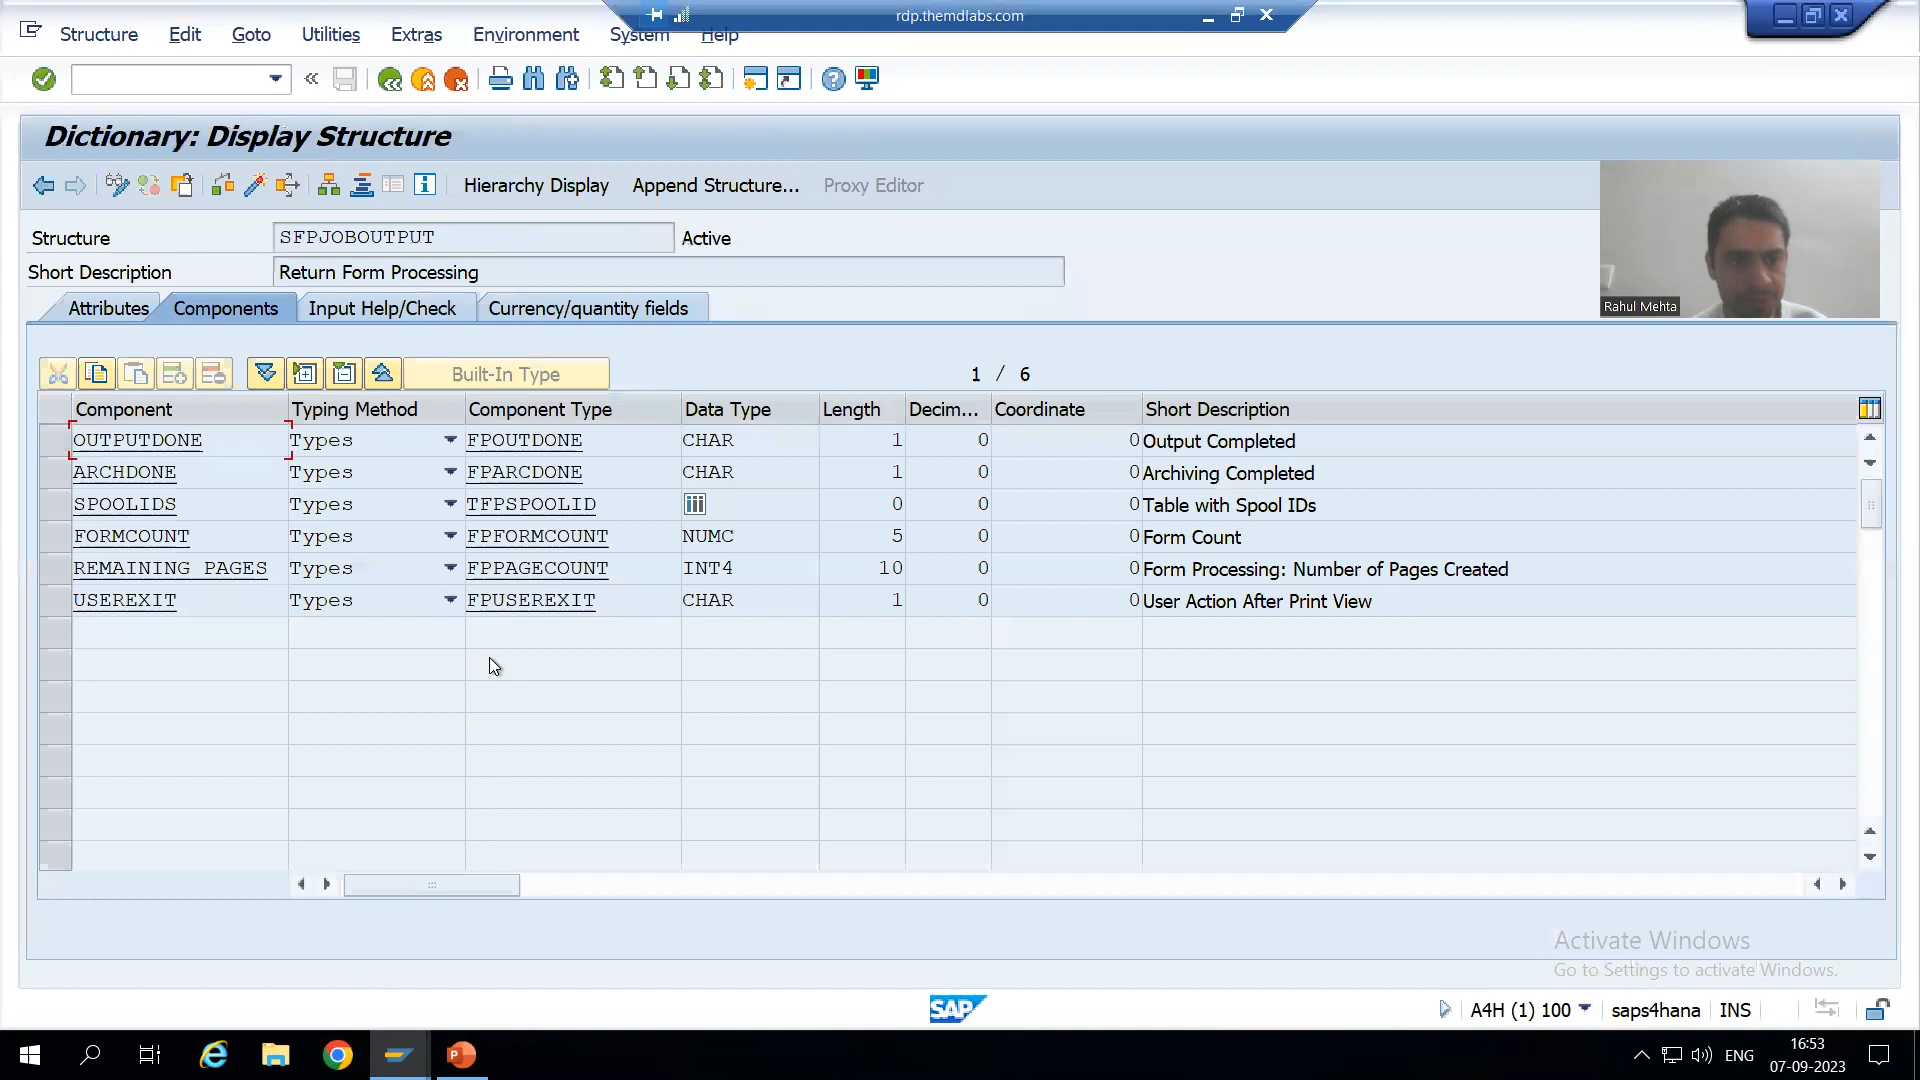 rdp.themdlabs.com
Structure Edit Goto Utilities Extras Environment System Help
Dictionary: Display Structure
Hierarchy Display Append Structure... Proxy Editor
Structure SFPJOBOUTPUT Active
Short Description Return Form Processing
Rahul Mehta
Attributes Components Input Help/Check Currency/quantity fields
Built-In Type 1 / 6
Component Typing Method Component Type Data Type Length Decim... Coordinate Short Description
OUTPUTDONE Types FPOUTDONE CHAR 1 0 0 Output Completed
ARCHDONE Types FPARCDONE CHAR 1 0 0 Archiving Completed
SPOOLIDS Types TFPSPOOLID 0 0 0 Table with Spool IDs
FORMCOUNT Types FPFORMCOUNT NUMC 5 0 0 Form Count
REMAINING_PAGES Types FPPAGECOUNT INT4 10 0 0 Form Processing: Number of Pages Created
USEREXIT Types FPUSEREXIT CHAR 1 0 0 User Action After Print View
Activate Windows
Go to Settings to activate Windows.
SAP A4H (1) 100 saps4hana INS
ENG 16:53
07-09-2023